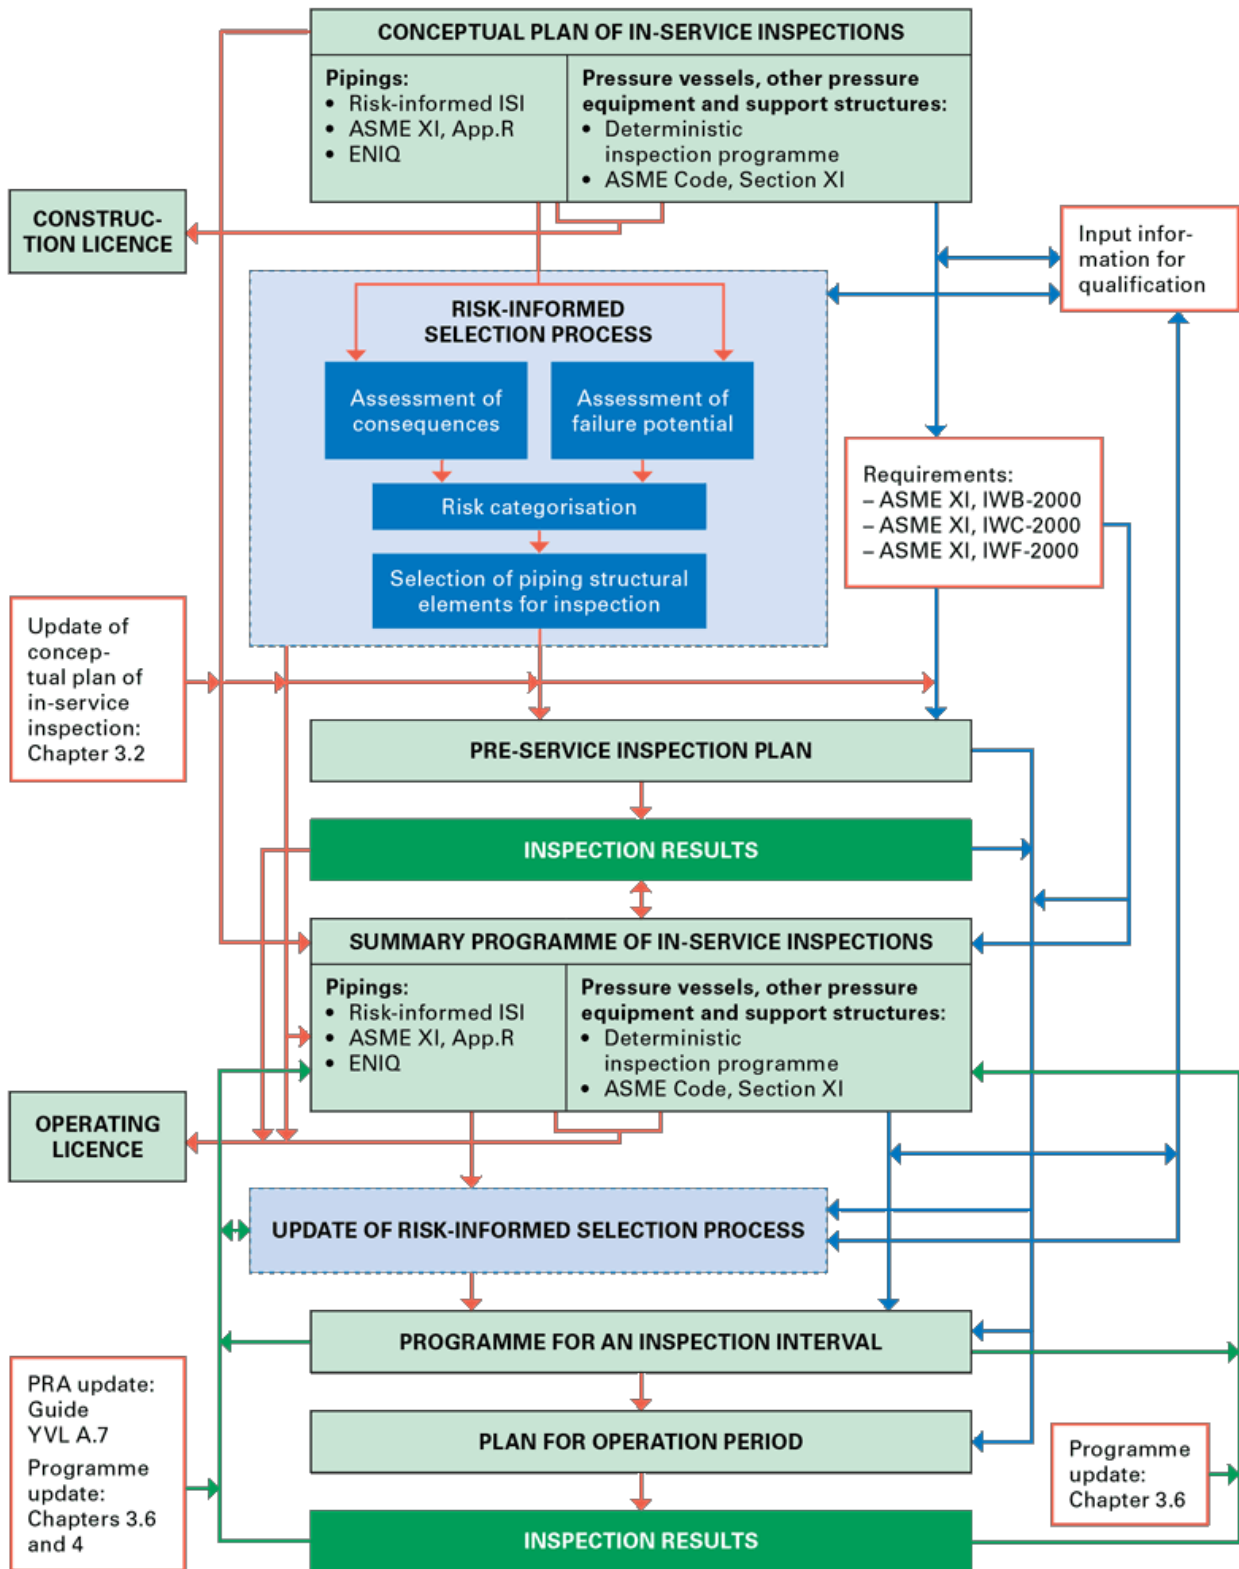 CONCEPTUAL PLAN OF IN-SERVICE INSPECTIONS
Pipings:
• Risk-informed ISI
• ASME XI, App.R
• ENIQ
Pressure vessels, other pressure
equipment and support structures:
• Deterministic
inspection programme
• ASME Code, Section XI
CONSTRUC-
TION LICENCE
Input infor-
mation for
qualification
RISK-INFORMED
SELECTION PROCESS
Assessment of
consequences
Assessment of
failure potential
Risk categorisation
Selection of piping structural
elements for inspection
Requirements:
– ASME XI, IWB-2000
– ASME XI, IWC-2000
– ASME XI, IWF-2000
Update of
concep-
tual plan of
in-service
inspection:
Chapter 3.2
PRE-SERVICE INSPECTION PLAN
INSPECTION RESULTS
SUMMARY PROGRAMME OF IN-SERVICE INSPECTIONS
Pipings:
• Risk-informed ISI
• ASME XI, App.R
• ENIQ
Pressure vessels, other pressure
equipment and support structures:
• Deterministic
inspection programme
• ASME Code, Section XI
OPERATING
LICENCE
UPDATE OF RISK-INFORMED SELECTION PROCESS
PROGRAMME FOR AN INSPECTION INTERVAL
PRA update:
Guide
YVL A.7
Programme
update:
Chapters 3.6
and 4
PLAN FOR OPERATION PERIOD
Programme
update:
Chapter 3.6
INSPECTION RESULTS